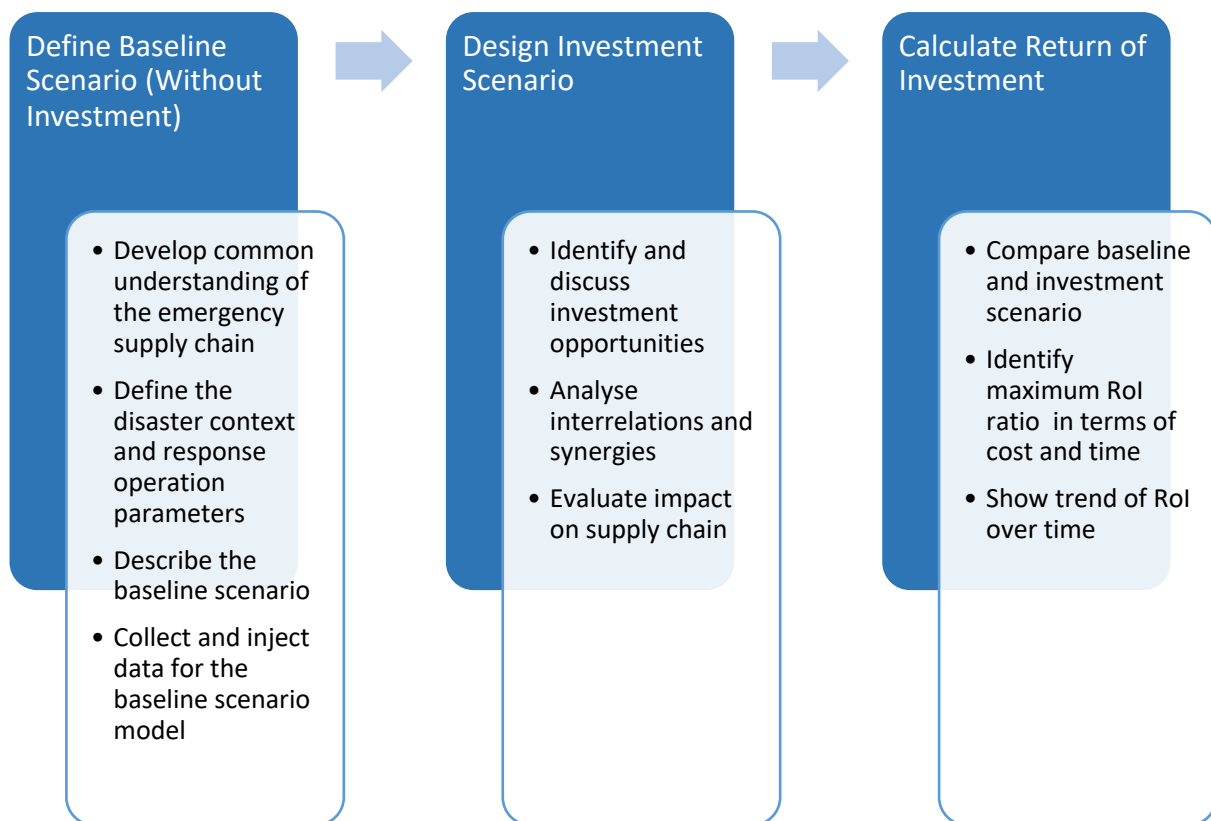 Define Baseline
Scenario (Without
Investment)
• Develop common
understanding of
the emergency
supply chain
• Define the
disaster context
and response
operation
parameters
• Describe the
baseline scenario
• Collect and inject
data for the
baseline scenario
model
Design Investment
Scenario
• Identify and
discuss
investment
opportunities
• Analyse
interrelations and
synergies
• Evaluate impact
on supply chain
Calculate Return of
Investment
• Compare baseline
and investment
scenario
• Identify
maximum RoI
ratio in terms of
cost and time
• Show trend of RoI
over time